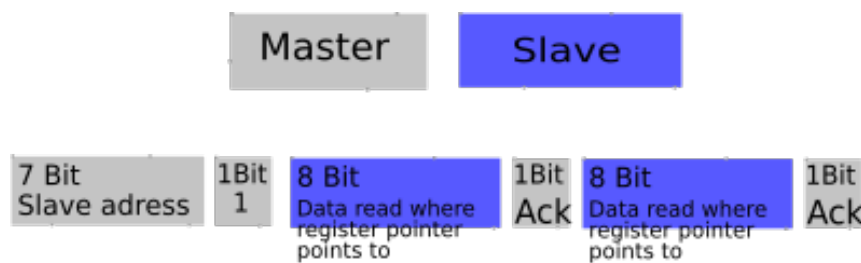 Master
Slave
7 Bit
Slave adress
1Bit
1
8 Bit
Data read where
register pointer
points to
1Bit
Ack
8 Bit
Data read where
register pointer
points to
1Bit
Ack